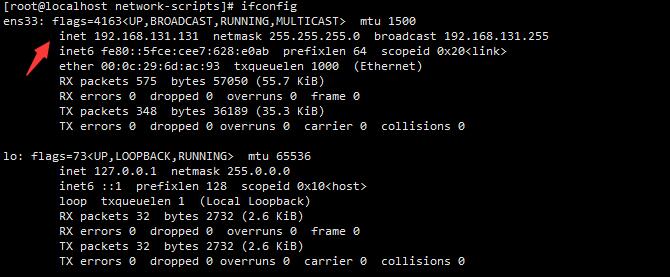 [root@localhost network-scripts]# ifconfig
ens33: flags=4163<UP,BROADCAST,RUNNING,MULTICAST>  mtu 1500
        inet 192.168.131.131  netmask 255.255.255.0  broadcast 192.168.131.255
        inet6 fe80::5fce:cee7:628:e0ab  prefixlen 64  scopeid 0x20<link>
        ether 00:0c:29:6d:ac:93  txqueuelen 1000  (Ethernet)
        RX packets 575  bytes 57050 (55.7 KiB)
        RX errors 0  dropped 0  overruns 0  frame 0
        TX packets 348  bytes 36189 (35.3 KiB)
        TX errors 0  dropped 0 overruns 0  carrier 0  collisions 0
lo: flags=73<UP,LOOPBACK,RUNNING>  mtu 65536
        inet 127.0.0.1  netmask 255.0.0.0
        inet6 ::1  prefixlen 128  scopeid 0x10<host>
        loop  txqueuelen 1  (Local Loopback)
        RX packets 32  bytes 2732 (2.6 KiB)
        RX errors 0  dropped 0  overruns 0  frame 0
        TX packets 32  bytes 2732 (2.6 KiB)
        TX errors 0  dropped 0 overruns 0  carrier 0  collisions 0